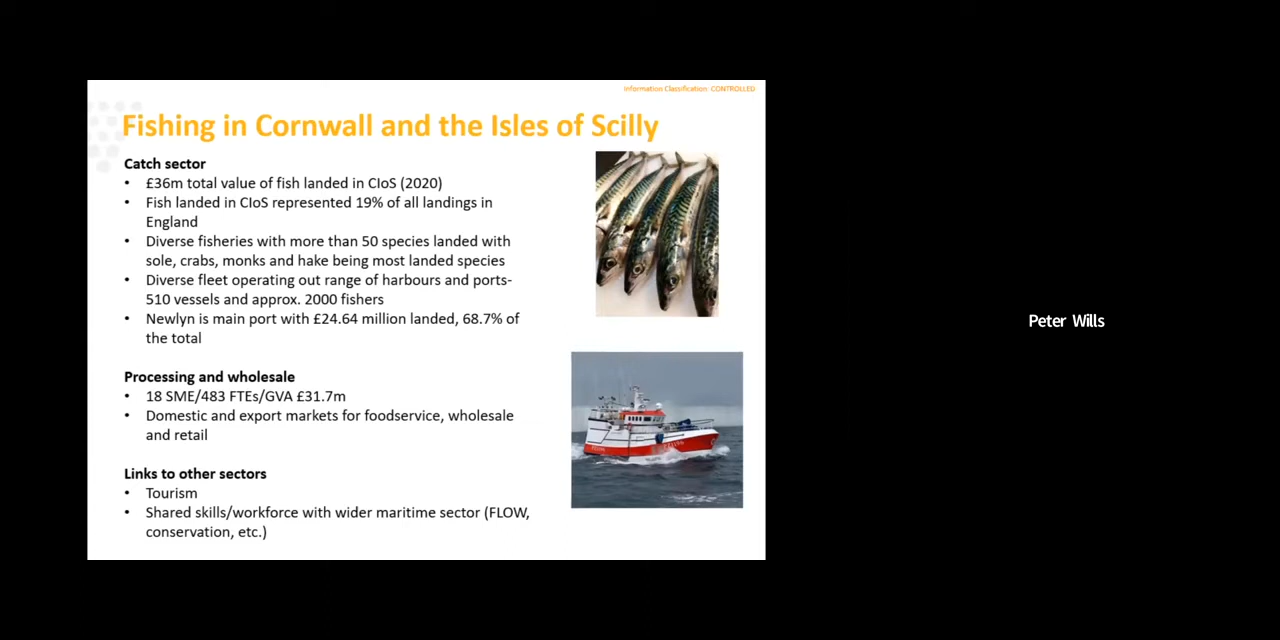 Information Classification: CONTROLLED
Fishing in Cornwall and the Isles of Scilly
Catch sector
• £36m total value of fish landed in CIoS (2020)
• Fish landed in CIoS represented 19% of all landings in
England
• Diverse fisheries with more than 50 species landed with
sole, crabs, monks and hake being most landed species
• Diverse fleet operating out range of harbours and ports-
510 vessels and approx. 2000 fishers
• Newlyn is main port with £24.64 million landed, 68.7% of
the total
Processing and wholesale
• 18 SME/483 FTEs/GVA £31.7m
• Domestic and export markets for foodservice, wholesale
and retail
Links to other sectors
• Tourism
• Shared skills/workforce with wider maritime sector (FLOW,
conservation, etc.)
Peter Wills